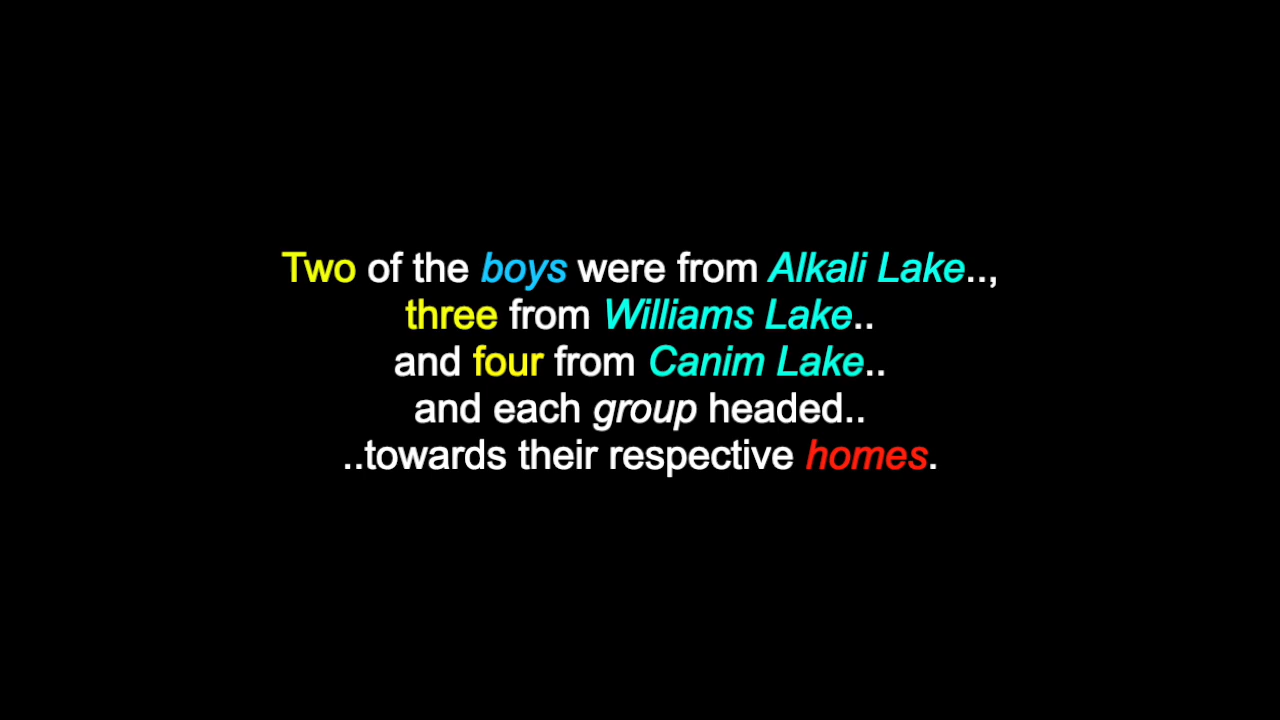 Two of the boys were from Alkali Lake..,
three from Williams Lake..
and four from Canim Lake..
and each group headed..
..towards their respective homes.